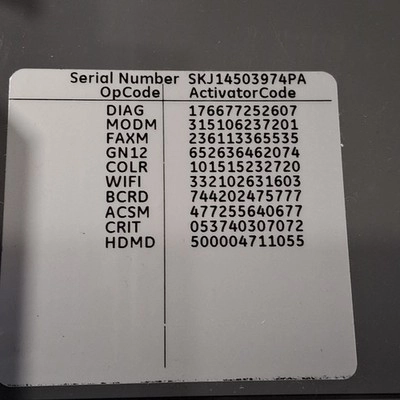 Serial Number SKJ14503974PA
OpCode ActivatorCode
DIAG 176677252607
MODM 315106237201
FAXM 236113365535
GN12 652636462074
COLR 101515232720
WIFI 332102631603
BCRD 744202475777
ACSM 477255640677
CRIT 053740307072
HDMD 500004711055